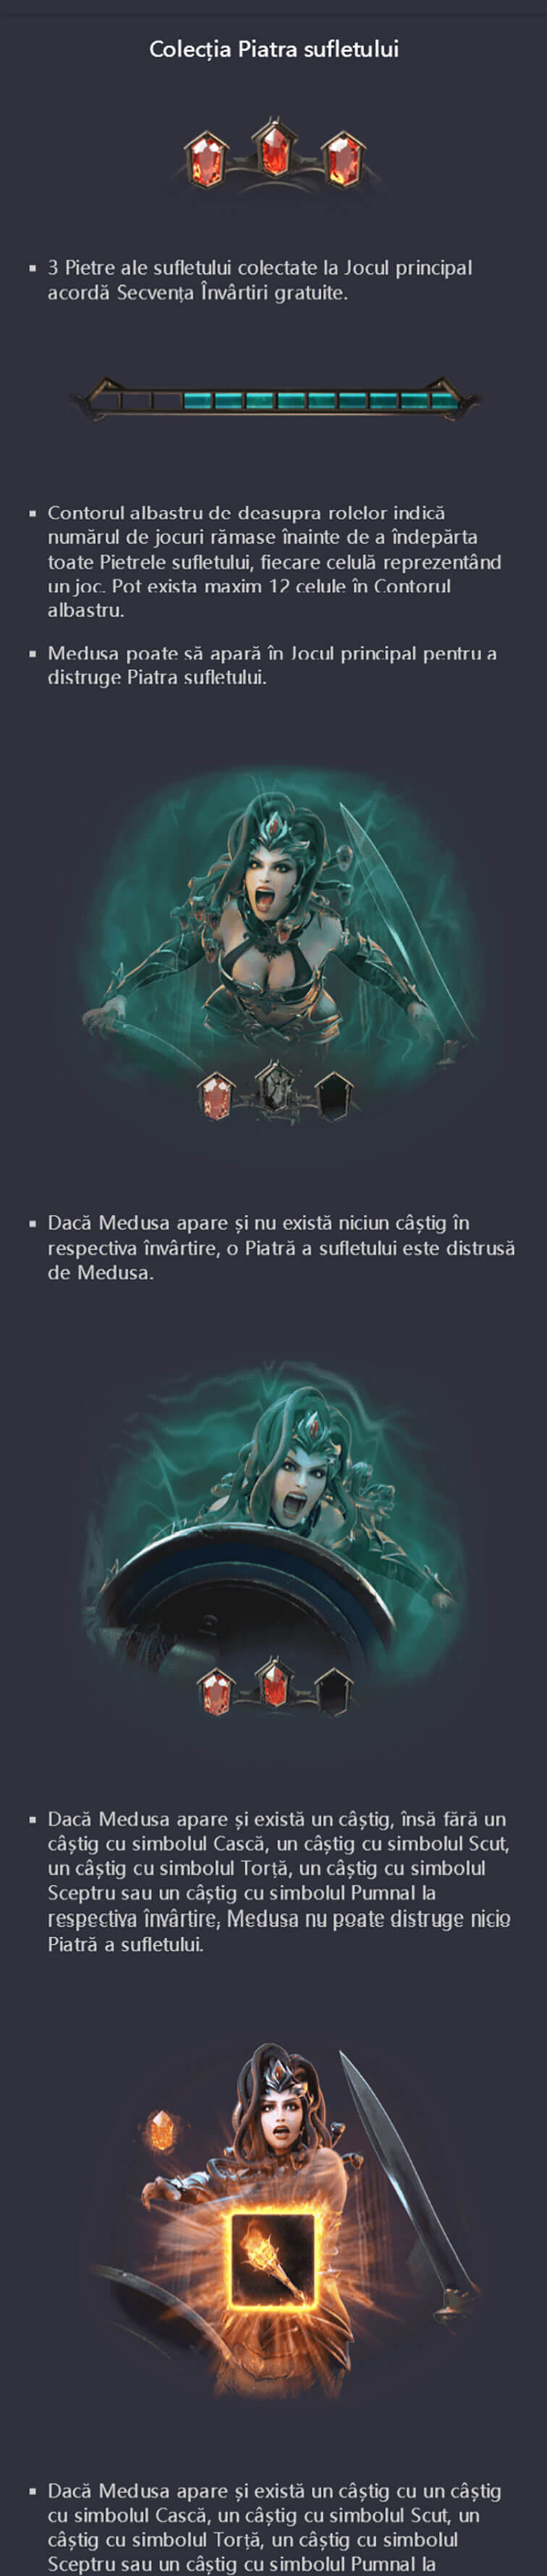 Colecția Piatra sufletului
▪ 3 Pietre ale sufletului colectate la Jocul principal
acordă Secvența Învârtiri gratuite.
▪ Contorul albastru de deasupra rolelor indică
numărul de jocuri rămase înainte de a îndepărta
toate Pietrele sufletului, fiecare celulă reprezentând
un joc. Pot exista maxim 12 celule în Contorul
albastru.
▪ Medusa poate să apară în Jocul principal pentru a
distruge Piatra sufletului.
▪ Dacă Medusa apare și nu există niciun câștig în
respectiva învârtire, o Piatră a sufletului este distrusă
de Medusa.
▪ Dacă Medusa apare și există un câștig, însă fără un
câștig cu simbolul Cască, un câștig cu simbolul Scut,
un câștig cu simbolul Torță, un câștig cu simbolul
Sceptru sau un câștig cu simbolul Pumnal la
respectiva învârtire, Medusa nu poate distruge nicio
Piatră a sufletului.
▪ Dacă Medusa apare și există un câștig cu un câștig
cu simbolul Cască, un câștig cu simbolul Scut, un
câștig cu simbolul Torță, un câștig cu simbolul
Sceptru sau un câștig cu simbolul Pumnal la